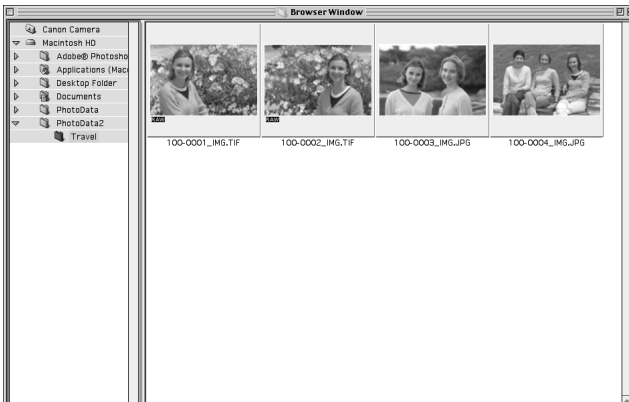 Browser Window
Canon Camera
Macintosh HD
Adobe® Photosho
Applications (Mac
Desktop Folder
Documents
PhotoData
PhotoData2
Travel
RAW
RAW
100-0001_IMG.TIF
100-0002_IMG.TIF
100-0003_IMG.JPG
100-0004_IMG.JPG